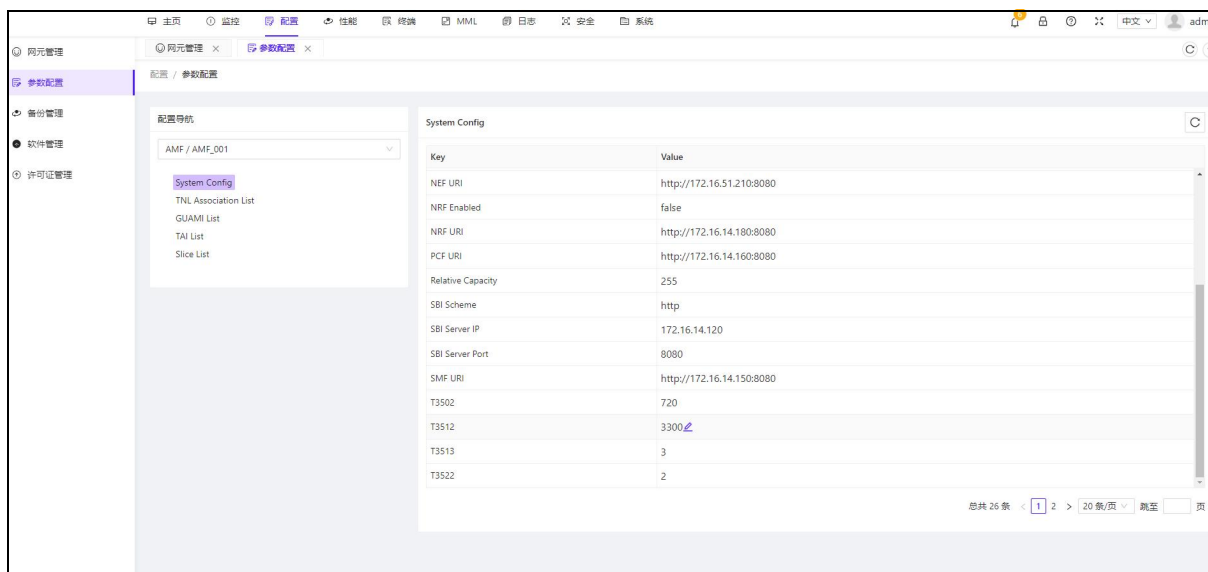 主页 监控 配置 性能 终端 MML 日志 安全 系统 6 中文 adm
网元管理
参数配置
备份管理
软件管理
许可证管理
网元管理 × 参数配置 ×
配置 / 参数配置
配置导航
AMF / AMF_001
System Config
TNL Association List
GUAMI List
TAI List
Slice List
System Config
Key Value
NEF URI http://172.16.51.210:8080
NRF Enabled false
NRF URI http://172.16.14.180:8080
PCF URI http://172.16.14.160:8080
Relative Capacity 255
SBI Scheme http
SBI Server IP 172.16.14.120
SBI Server Port 8080
SMF URI http://172.16.14.150:8080
T3502 720
T3512 3300
T3513 3
T3522 2
总共 26 条 < 1 2 > 20 条/页 跳至 页